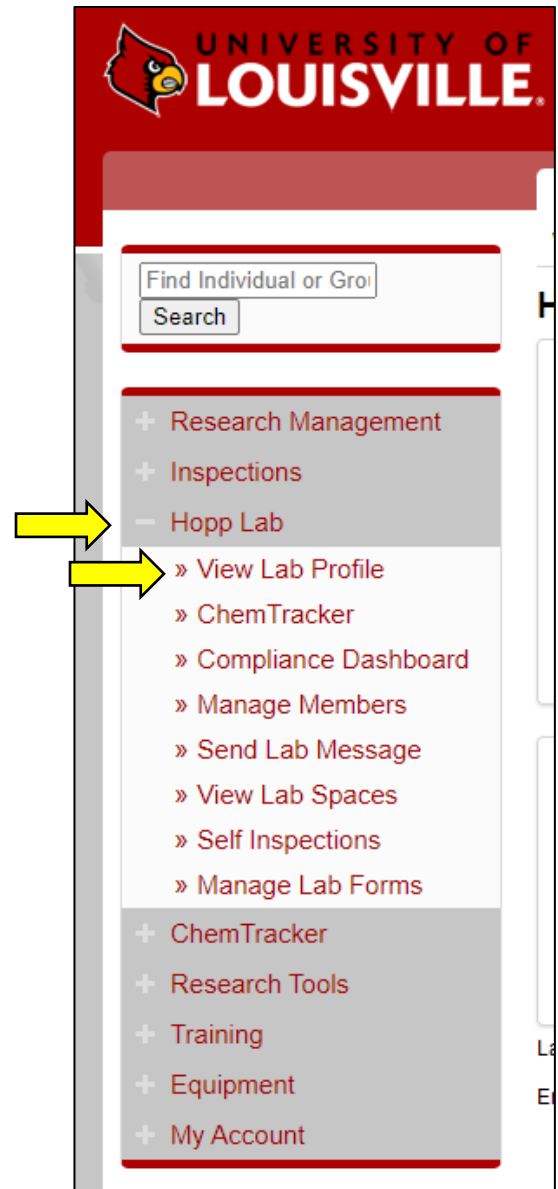 UNIVERSITY OF
LOUISVILLE.
Find Individual or Grou
Search
H
Research Management
Inspections
Hopp Lab
» View Lab Profile
» ChemTracker
» Compliance Dashboard
» Manage Members
» Send Lab Message
» View Lab Spaces
» Self Inspections
» Manage Lab Forms
ChemTracker
Research Tools
Training
La
Equipment
My Account